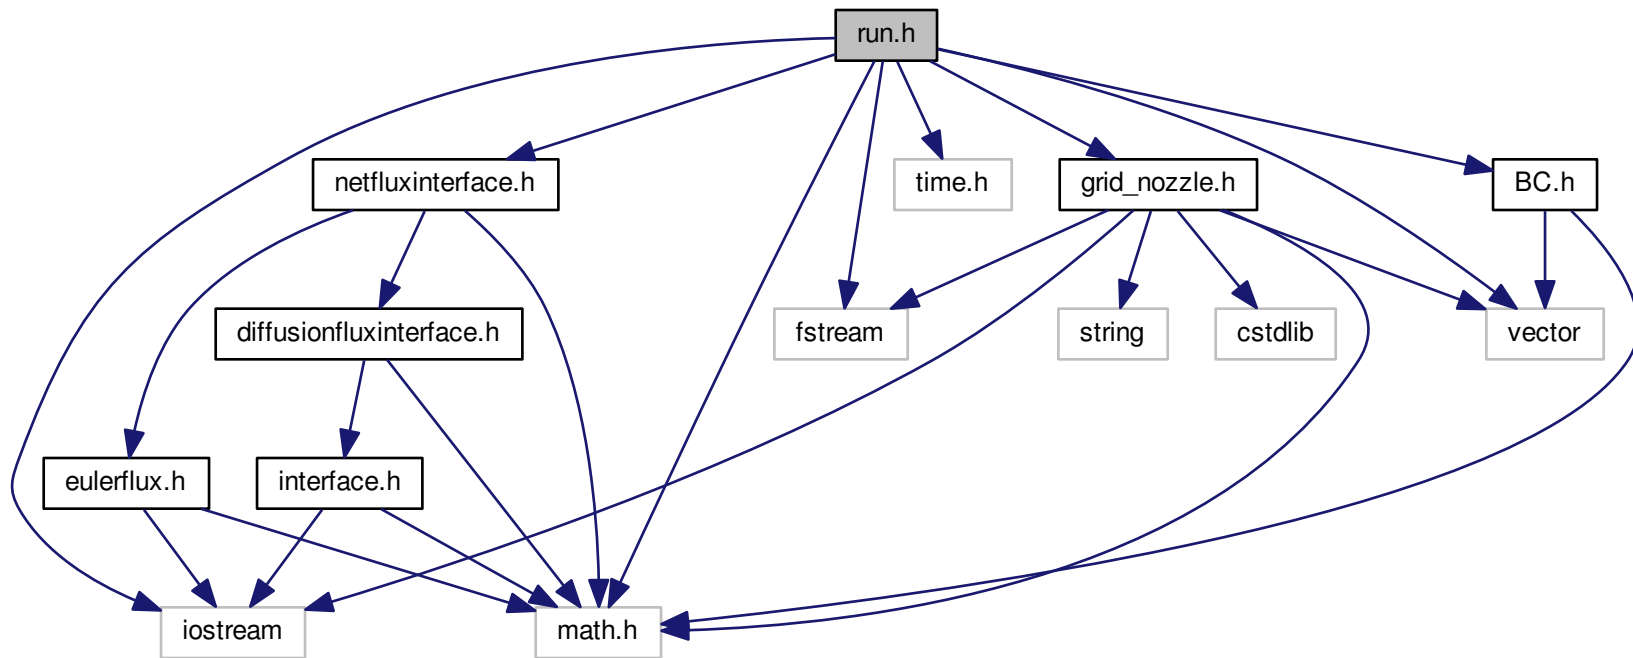 run.h
netfluxinterface.h
time.h
grid_nozzle.h
BC.h
diffusionfluxinterface.h
fstream
string
cstdlib
vector
eulerflux.h
interface.h
iostream
math.h